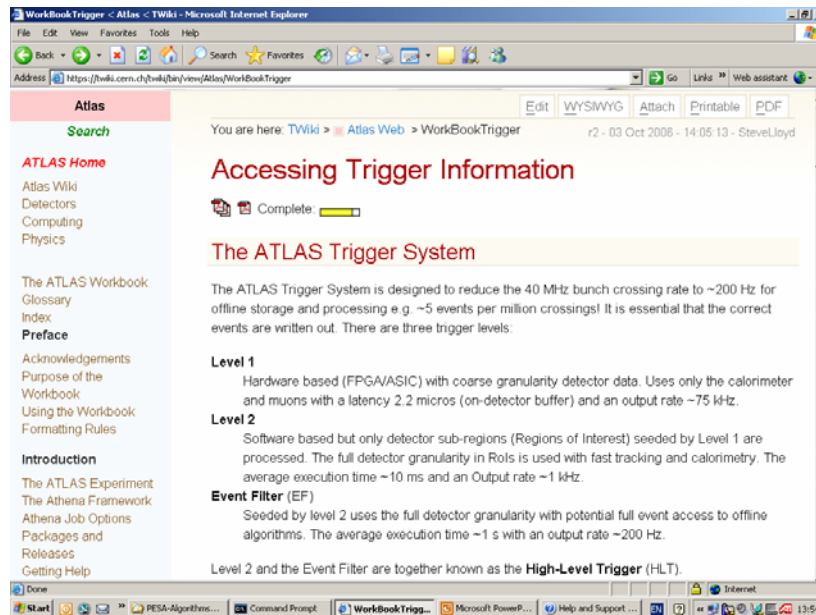 WorkBookTrigger < Atlas < TWiki - Microsoft Internet Explorer
File Edit View Favorites Tools Help
Back Search Favorites
Address https://twiki.cern.ch/twiki/bin/view/Atlas/WorkBookTrigger Go Links » Web assistant
Atlas
Search
ATLAS Home
Atlas Wiki
Detectors
Computing
Physics
The ATLAS Workbook
Glossary
Index
Preface
Acknowledgements
Purpose of the
Workbook
Using the Workbook
Formatting Rules
Introduction
The ATLAS Experiment
The Athena Framework
Athena Job Options
Packages and
Releases
Getting Help
Edit WYSIWYG Attach Printable PDF
You are here: TWiki > Atlas Web > WorkBookTrigger r2 - 03 Oct 2008 - 14:05:13 - SteveLloyd
Accessing Trigger Information
Complete:
The ATLAS Trigger System
The ATLAS Trigger System is designed to reduce the 40 MHz bunch crossing rate to ~200 Hz for
offline storage and processing e.g. ~5 events per million crossings! It is essential that the correct
events are written out. There are three trigger levels:
Level 1
Hardware based (FPGA/ASIC) with coarse granularity detector data. Uses only the calorimeter
and muons with a latency 2.2 micros (on-detector buffer) and an output rate ~75 kHz.
Level 2
Software based but only detector sub-regions (Regions of Interest) seeded by Level 1 are
processed. The full detector granularity in RoIs is used with fast tracking and calorimetry. The
average execution time ~10 ms and an Output rate ~1 kHz.
Event Filter (EF)
Seeded by level 2 uses the full detector granularity with potential full event access to offline
algorithms. The average execution time ~1 s with an output rate ~200 Hz.
Level 2 and the Event Filter are together known as the High-Level Trigger (HLT).
Done Internet
Start » PESA-Algorithms... Command Prompt WorkBookTrigg... Microsoft PowerP... Help and Support ... EN « 13:54